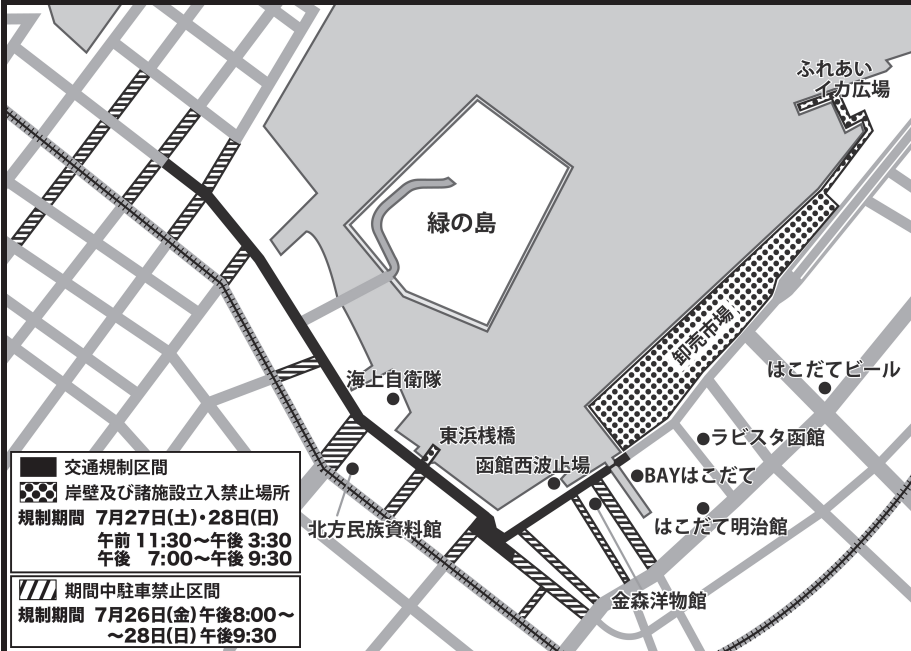 ふれあい
イカ広場
緑の島
卸売市場
はこだてビール
海上自衛隊
東浜桟橋
ラビスタ函館
函館西波止場
BAYはこだて
北方民族資料館
はこだて明治館
金森洋物館
交通規制区間
岸壁及び諸施設立入禁止場所
規制期間 7月27日(土)・28日(日)
午前 11:30～午後 3:30
午後 7:00～午後 9:30
期間中駐車禁止区間
規制期間 7月26日(金)午後8:00～
～28日(日)午後9:30